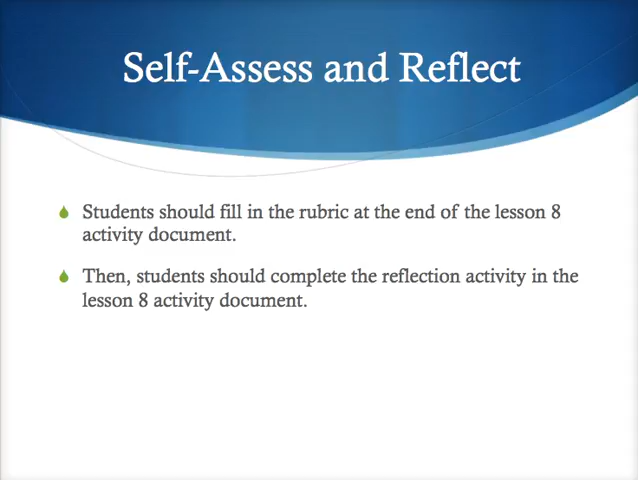 Self-Assess and Reflect
Students should fill in the rubric at the end of the lesson 8
activity document.
Then, students should complete the reflection activity in the
lesson 8 activity document.